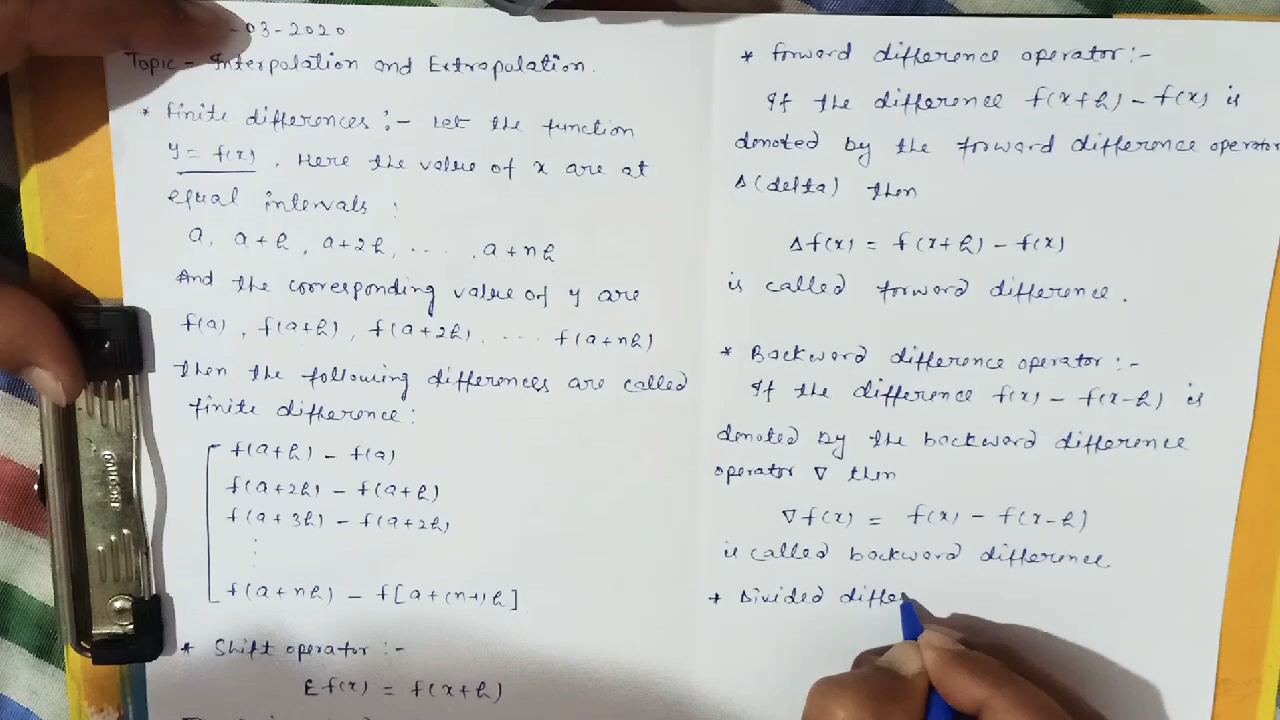 -03-2020
Topic - Interpolation and Extrapolation.
* Finite differences :- Let the function
y = f(x). Here the value of x are at
equal intervals :
a, a+h, a+2h, ..... , a+nh
And the corresponding value of y are
f(a), f(a+h), f(a+2h), .... f(a+nh)
then the following differences are called
finite difference :
f(a+h) - f(a)
f(a+2h) - f(a+h)
f(a+3h) - f(a+2h)
⋮
f(a+nh) - f[a+(n-1)h]
* Shift operator :-
E f(x) = f(x+h)
* Forward difference operator :-
If the difference f(x+h) - f(x) is
denoted by the forward difference operator
Δ(delta) then
Δf(x) = f(x+h) - f(x)
is called forward difference.
* Backward difference operator :-
If the difference f(x) - f(x-h) is
denoted by the backward difference
operator ∇ then
∇f(x) = f(x) - f(x-h)
is called backward difference
* Divided diffe